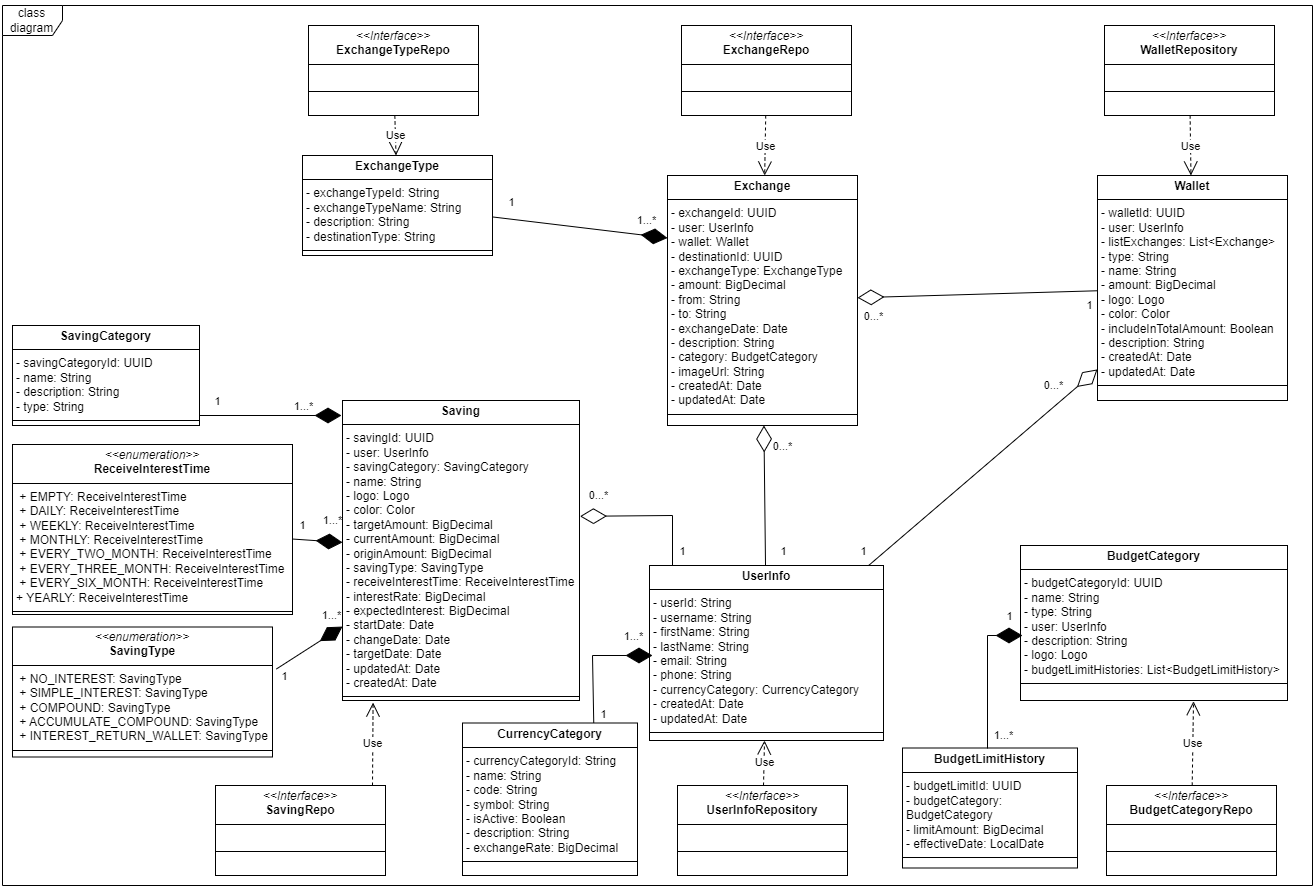 class
diagram
<<Interface>>
ExchangeTypeRepo
<<Interface>>
ExchangeRepo
<<Interface>>
WalletRepository
Use
Use
Use
ExchangeType
- exchangeTypeId: String
- exchangeTypeName: String
- description: String
- destinationType: String
1
1...*
Exchange
- exchangeId: UUID
- user: UserInfo
- wallet: Wallet
- destinationId: UUID
- exchangeType: ExchangeType
- amount: BigDecimal
- from: String
- to: String
- exchangeDate: Date
- description: String
- category: BudgetCategory
- imageUrl: String
- createdAt: Date
- updatedAt: Date
0...*
1
Wallet
- walletId: UUID
- user: UserInfo
- listExchanges: List<Exchange>
- type: String
- name: String
- amount: BigDecimal
- logo: Logo
- color: Color
- includeInTotalAmount: Boolean
- description: String
- createdAt: Date
- updatedAt: Date
0...*
0...*
SavingCategory
- savingCategoryId: UUID
- name: String
- description: String
- type: String
1
1...*
<<enumeration>>
ReceiveInterestTime
+ EMPTY: ReceiveInterestTime
+ DAILY: ReceiveInterestTime
+ WEEKLY: ReceiveInterestTime
+ MONTHLY: ReceiveInterestTime
+ EVERY_TWO_MONTH: ReceiveInterestTime
+ EVERY_THREE_MONTH: ReceiveInterestTime
+ EVERY_SIX_MONTH: ReceiveInterestTime
+ YEARLY: ReceiveInterestTime
1
1...*
<<enumeration>>
SavingType
+ NO_INTEREST: SavingType
+ SIMPLE_INTEREST: SavingType
+ COMPOUND: SavingType
+ ACCUMULATE_COMPOUND: SavingType
+ INTEREST_RETURN_WALLET: SavingType
1...*
1
Saving
- savingId: UUID
- user: UserInfo
- savingCategory: SavingCategory
- name: String
- logo: Logo
- color: Color
- targetAmount: BigDecimal
- currentAmount: BigDecimal
- originAmount: BigDecimal
- savingType: SavingType
- receiveInterestTime: ReceiveInterestTime
- interestRate: BigDecimal
- expectedInterest: BigDecimal
- startDate: Date
- changeDate: Date
- targetDate: Date
- updatedAt: Date
- createdAt: Date
0...*
1
1
1
UserInfo
- userId: String
- username: String
- firstName: String
- lastName: String
- email: String
- phone: String
- currencyCategory: CurrencyCategory
- createdAt: Date
- updatedAt: Date
1...*
1
BudgetCategory
- budgetCategoryId: UUID
- name: String
- type: String
- user: UserInfo
- description: String
- logo: Logo
- budgetLimitHistories: List<BudgetLimitHistory>
1
1...*
Use
Use
Use
CurrencyCategory
- currencyCategoryId: String
- name: String
- code: String
- symbol: String
- isActive: Boolean
- description: String
- exchangeRate: BigDecimal
BudgetLimitHistory
- budgetLimitId: UUID
- budgetCategory:
BudgetCategory
- limitAmount: BigDecimal
- effectiveDate: LocalDate
<<Interface>>
SavingRepo
<<Interface>>
UserInfoRepository
<<Interface>>
BudgetCategoryRepo